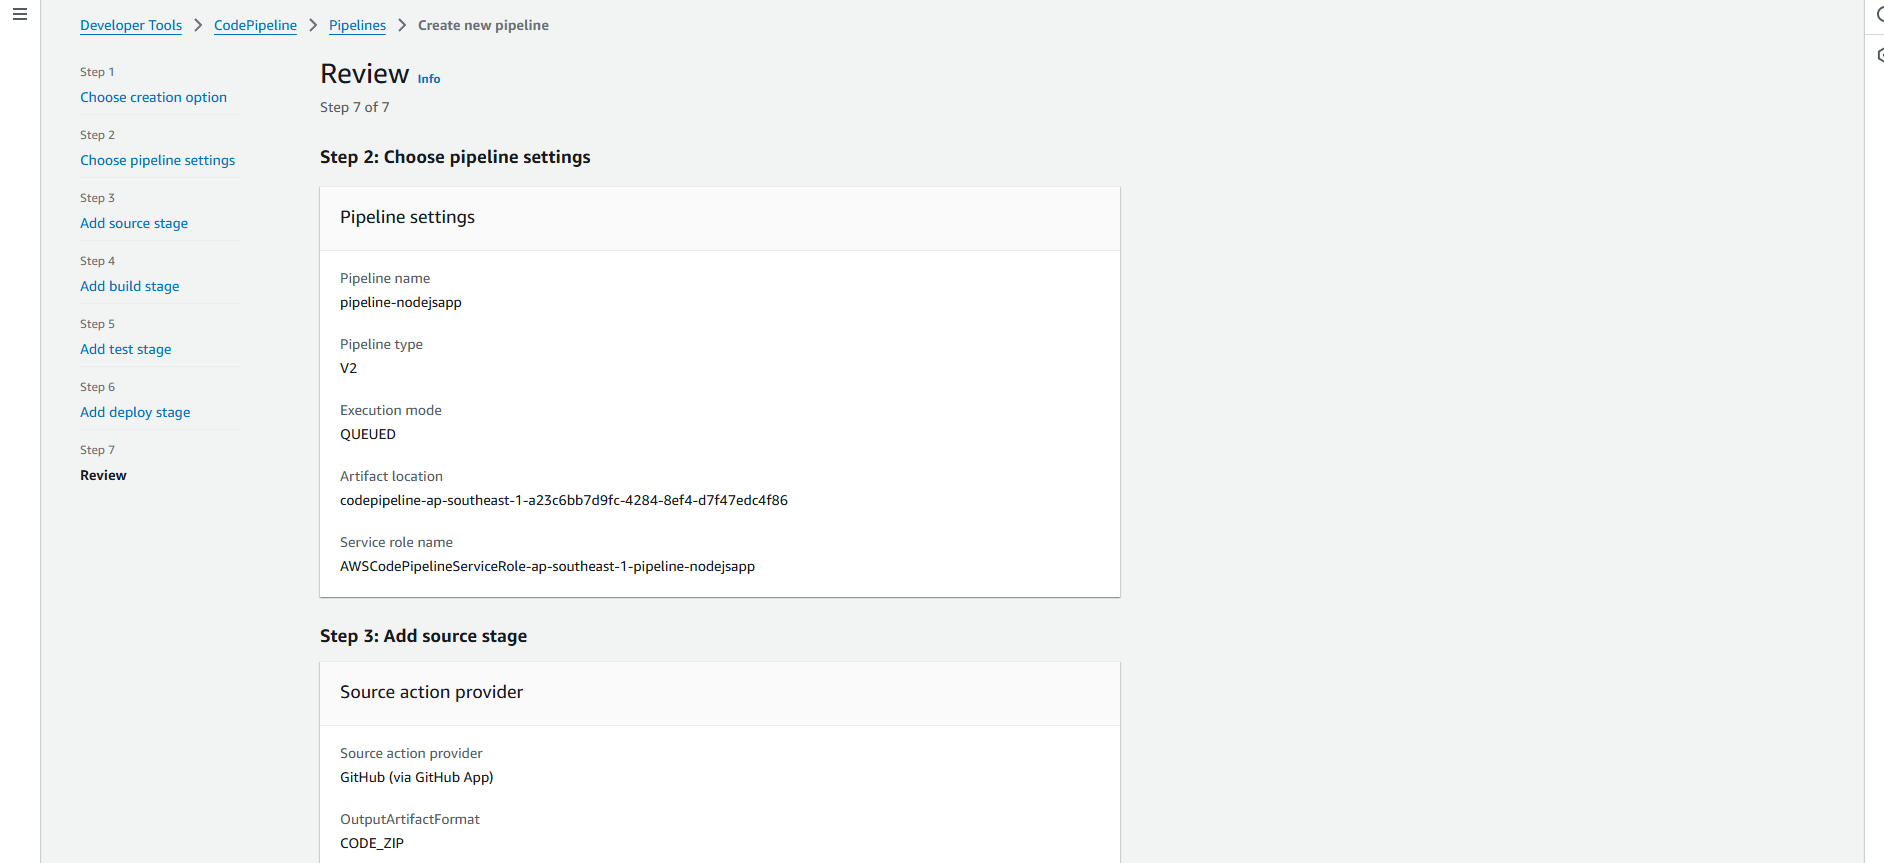 Developer Tools > CodePipeline > Pipelines > Create new pipeline
Step 1
Choose creation option
Step 2
Choose pipeline settings
Step 3
Add source stage
Step 4
Add build stage
Step 5
Add test stage
Step 6
Add deploy stage
Step 7
Review
Review Info
Step 7 of 7
Step 2: Choose pipeline settings
Pipeline settings
Pipeline name
pipeline-nodejsapp
Pipeline type
V2
Execution mode
QUEUED
Artifact location
codepipeline-ap-southeast-1-a23c6bb7d9fc-4284-8ef4-d7f47edc4f86
Service role name
AWSCodePipelineServiceRole-ap-southeast-1-pipeline-nodejsapp
Step 3: Add source stage
Source action provider
Source action provider
GitHub (via GitHub App)
OutputArtifactFormat
CODE_ZIP